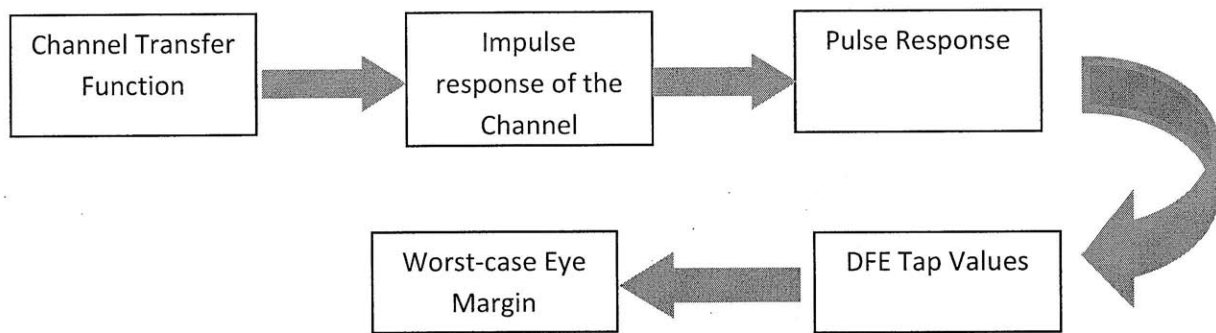 Channel Transfer
Function
Impulse
response of the
Channel
Pulse Response
DFE Tap Values
Worst-case Eye
Margin